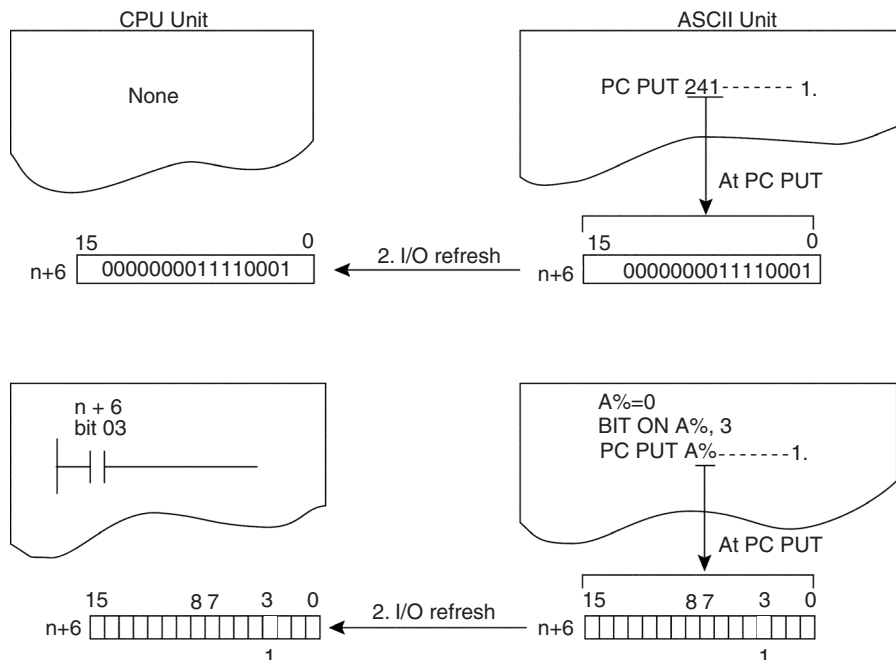 CPU Unit
ASCII Unit
None
PC PUT 241 1.
At PC PUT
15 0
n+6 0000000011110001
2. I/O refresh
15 0
n+6 0000000011110001
n + 6
bit 03
A%=0
BIT ON A%, 3
PC PUT A% 1.
At PC PUT
15 8 7 3 0
n+6
1
2. I/O refresh
15 8 7 3 0
n+6
1